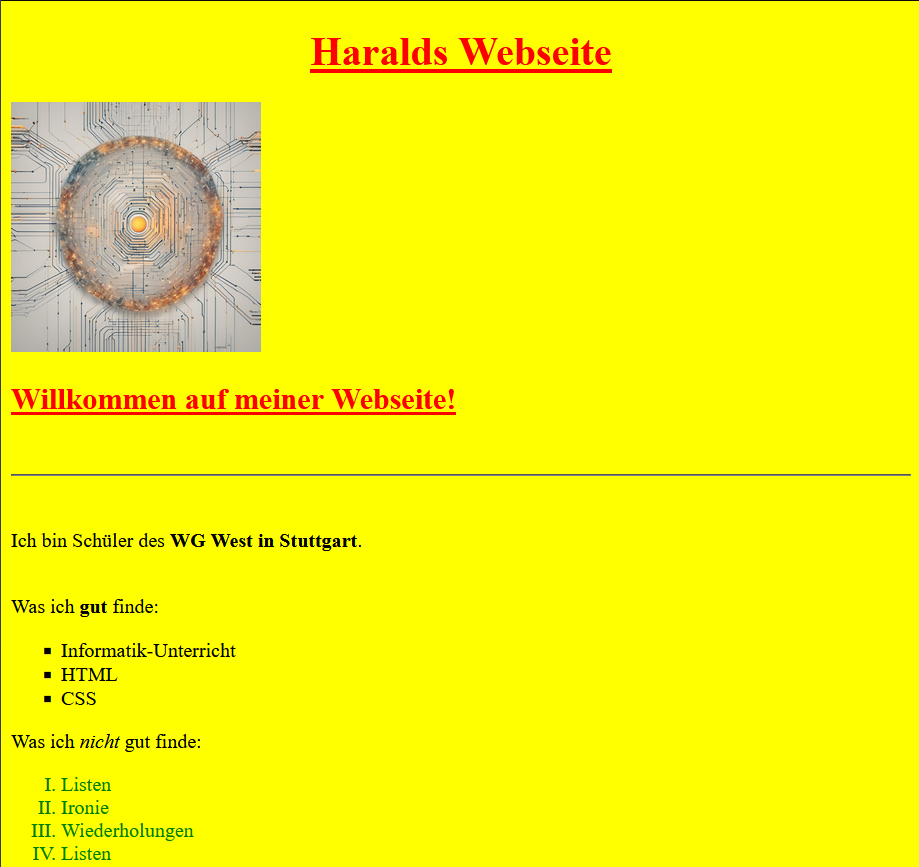 Haralds Webseite
Willkommen auf meiner Webseite!
Ich bin Schüler des WG West in Stuttgart.
Was ich gut finde:
Informatik-Unterricht
HTML
CSS
Was ich nicht gut finde:
I. Listen
II. Ironie
III. Wiederholungen
IV. Listen